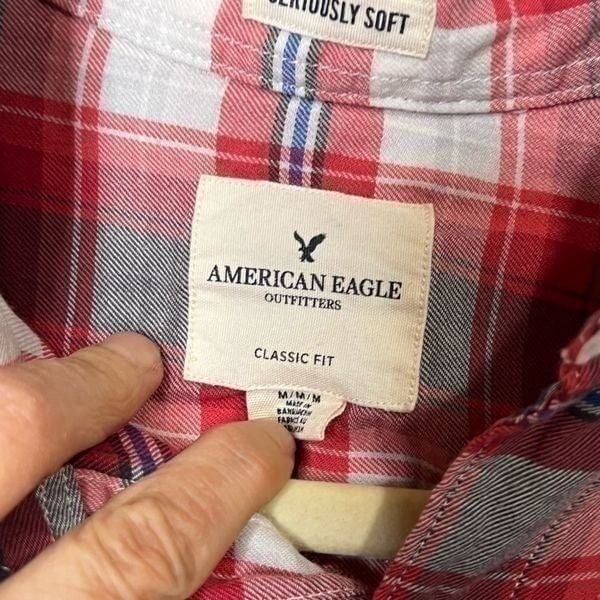 SERIOUSLY SOFT
AMERICAN EAGLE
OUTFITTERS
CLASSIC FIT
M/M/M
MADE IN
BANGLADESH